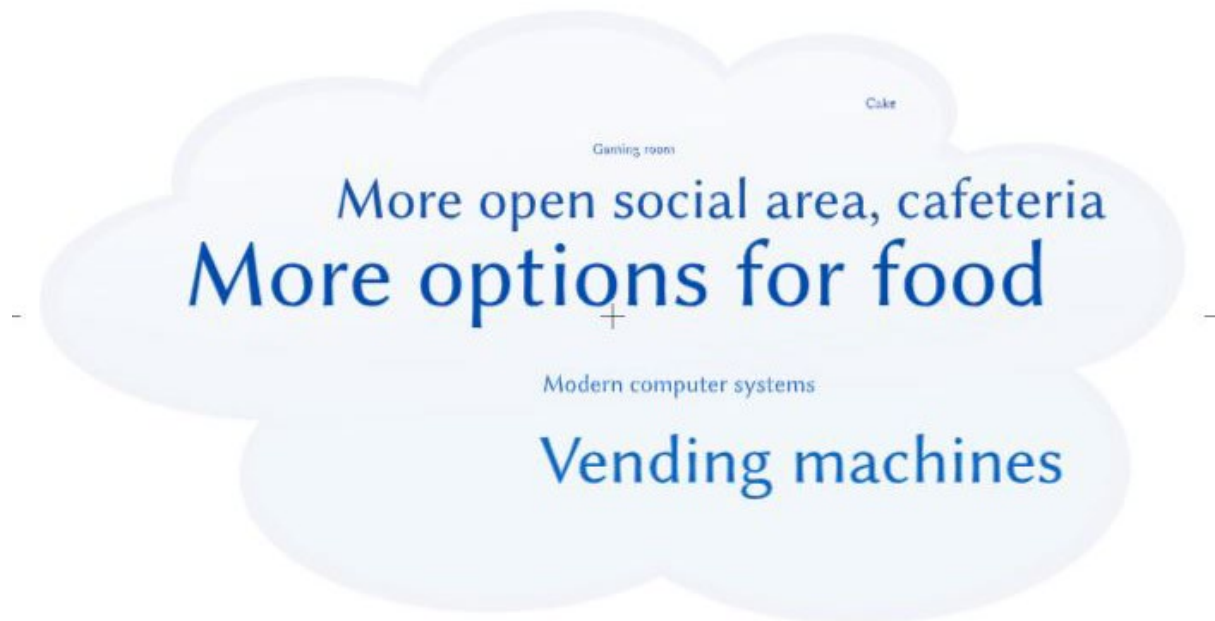 Cake
Gaming room
More open social area, cafeteria
More options for food
Modern computer systems
Vending machines